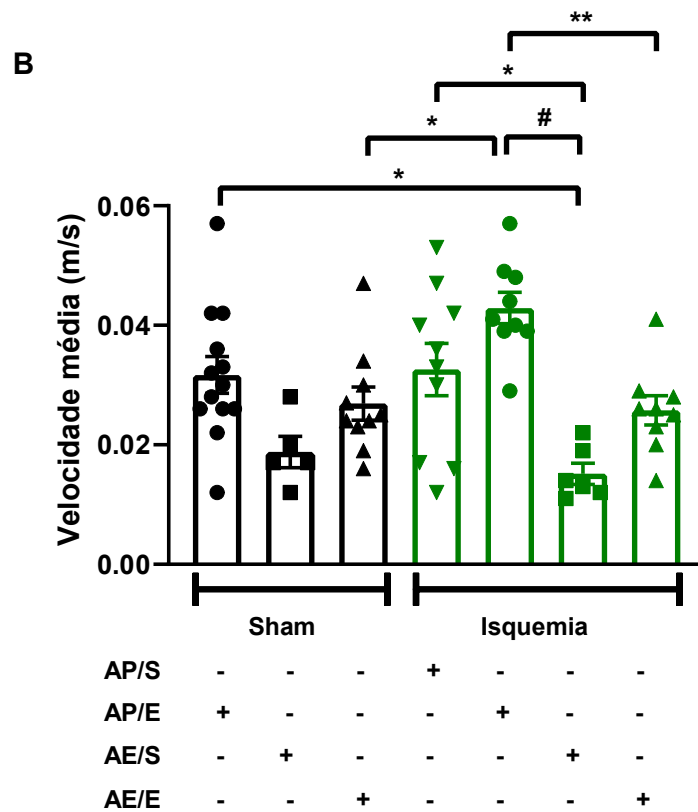 B
**
*
* #
*
Velocidade média (m/s)
0.06
0.04
0.02
0.00
Sham Isquemia
AP/S - - - + - - -
AP/E + - - - + - -
AE/S - + - - - + -
AE/E - - + - - - +